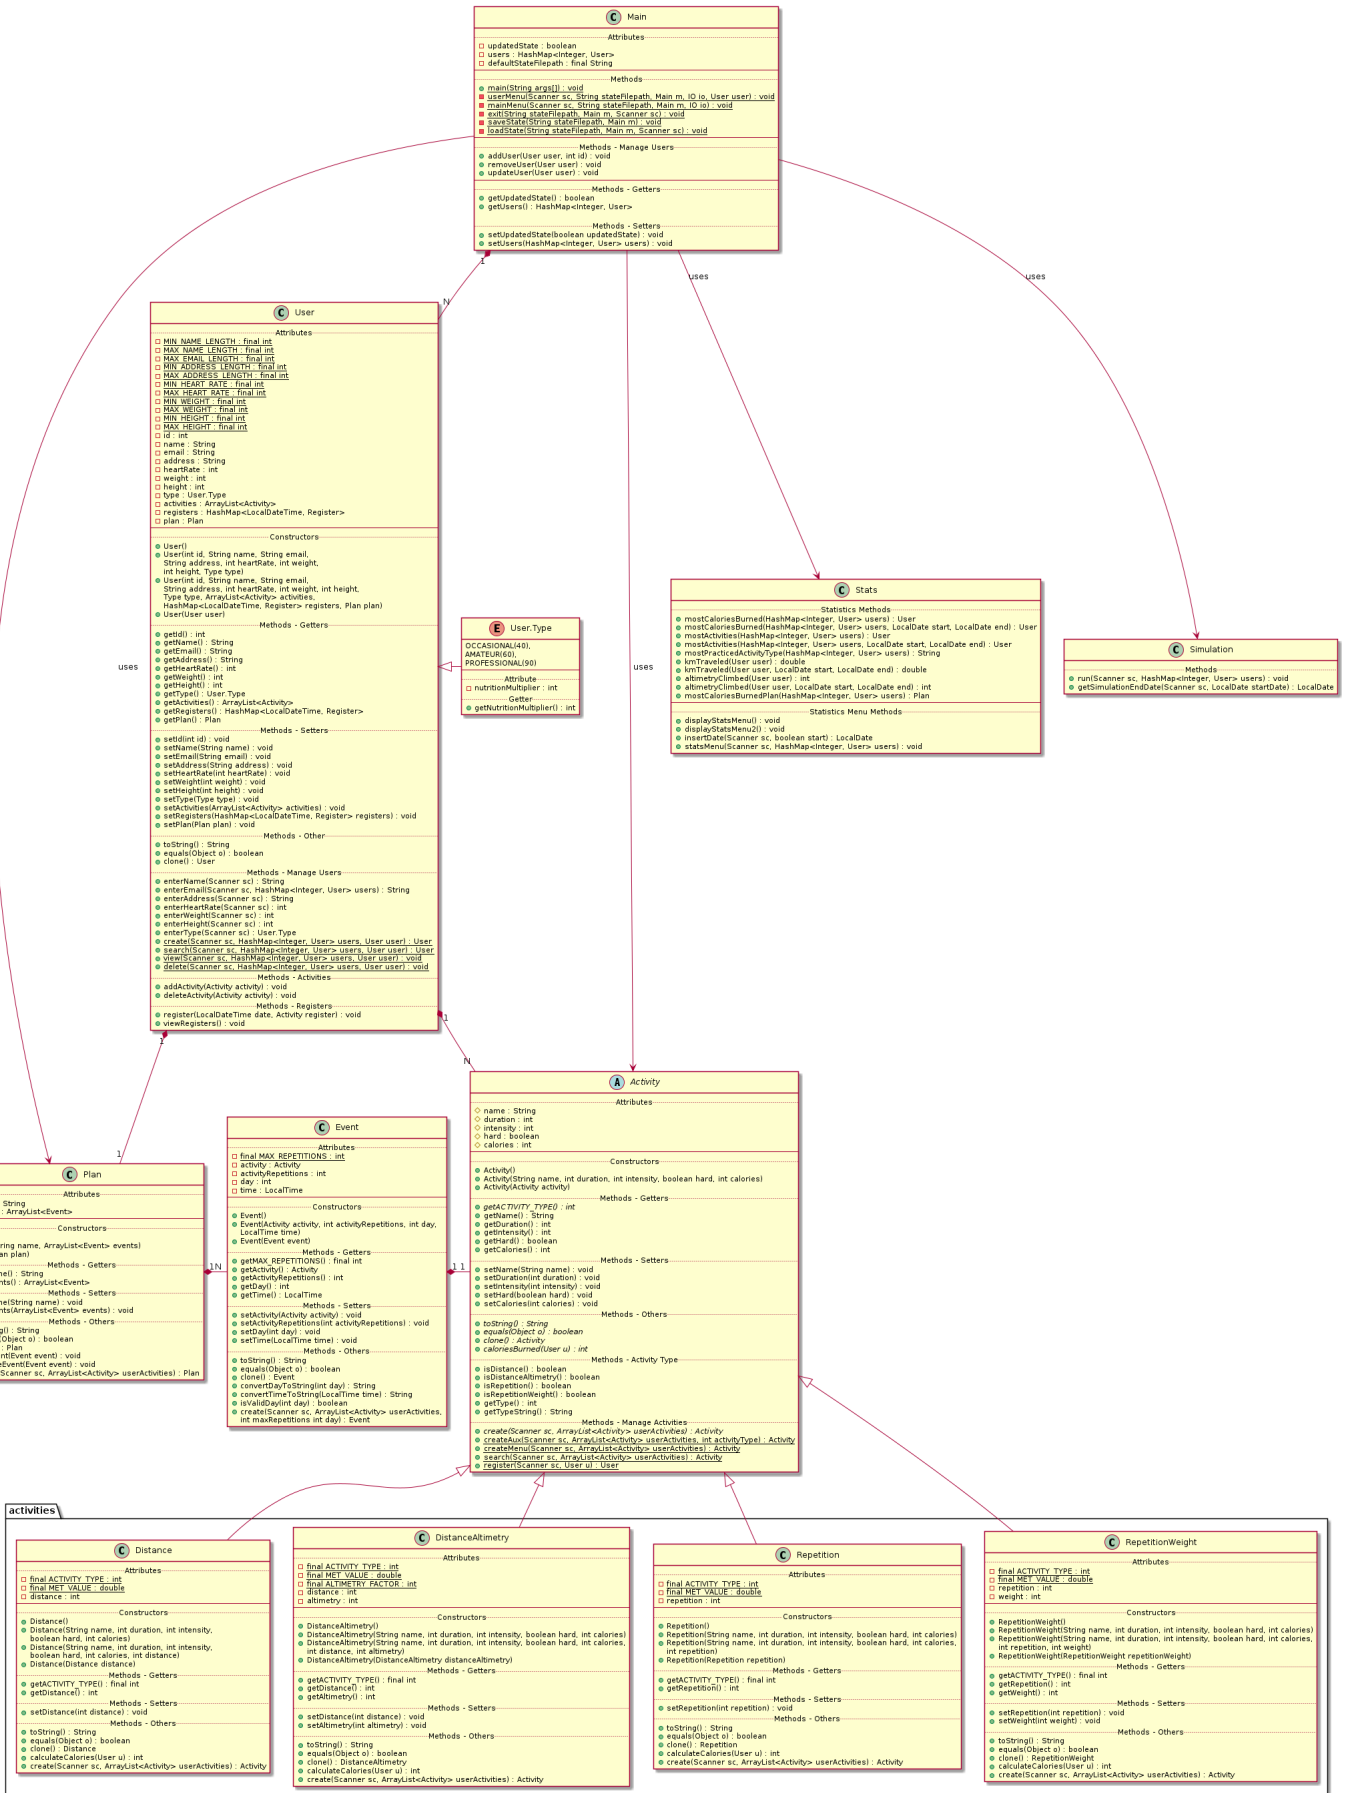 Main
Attributes
updatedState : boolean
users : HashMap<Integer, User>
defaultStateFilepath : final String
Methods
main(String args[]) : void
userMenu(Scanner sc, String stateFilepath, Main m, IO io, User user) : void
mainMenu(Scanner sc, String stateFilepath, Main m, IO io) : void
exit(String stateFilepath, Main m, Scanner sc) : void
saveState(String stateFilepath, Main m) : void
loadState(String stateFilepath, Main m, Scanner sc) : void
Methods - Manage Users
addUser(User user, int id) : void
removeUser(User user) : void
updateUser(User user) : void
Methods - Getters
getUpdatedState() : boolean
getUsers() : HashMap<Integer, User>
Methods - Setters
setUpdatedState(boolean updatedState) : void
setUsers(HashMap<Integer, User> users) : void
1
N
uses
uses
uses
uses
User
Attributes
MIN_NAME_LENGTH : final int
MAX_NAME_LENGTH : final int
MAX_EMAIL_LENGTH : final int
MIN_ADDRESS_LENGTH : final int
MAX_ADDRESS_LENGTH : final int
MIN_HEART_RATE : final int
MAX_HEART_RATE : final int
MIN_WEIGHT : final int
MAX_WEIGHT : final int
MIN_HEIGHT : final int
MAX_HEIGHT : final int
id : int
name : String
email : String
address : String
heartRate : int
weight : int
height : int
type : User.Type
activities : ArrayList<Activity>
registers : HashMap<LocalDateTime, Register>
plan : Plan
Constructors
User()
User(int id, String name, String email,
String address, int heartRate, int weight,
int height, Type type)
User(int id, String name, String email,
String address, int heartRate, int weight, int height,
Type type, ArrayList<Activity> activities,
HashMap<LocalDateTime, Register> registers, Plan plan)
User(User user)
Methods - Getters
getId() : int
getName() : String
getEmail() : String
getAddress() : String
getHeartRate() : int
getWeight() : int
getHeight() : int
getType() : User.Type
getActivities() : ArrayList<Activity>
getRegisters() : HashMap<LocalDateTime, Register>
getPlan() : Plan
Methods - Setters
setId(int id) : void
setName(String name) : void
setEmail(String email) : void
setAddress(String address) : void
setHeartRate(int heartRate) : void
setWeight(int weight) : void
setHeight(int height) : void
setType(Type type) : void
setActivities(ArrayList<Activity> activities) : void
setRegisters(HashMap<LocalDateTime, Register> registers) : void
setPlan(Plan plan) : void
Methods - Other
toString() : String
equals(Object o) : boolean
clone() : User
Methods - Manage Users
enterName(Scanner sc) : String
enterEmail(Scanner sc, HashMap<Integer, User> users) : String
enterAddress(Scanner sc) : String
enterHeartRate(Scanner sc) : int
enterWeight(Scanner sc) : int
enterHeight(Scanner sc) : int
enterType(Scanner sc) : User.Type
create(Scanner sc, HashMap<Integer, User> users, User user) : User
search(Scanner sc, HashMap<Integer, User> users, User user) : User
view(Scanner sc, HashMap<Integer, User> users, User user) : void
delete(Scanner sc, HashMap<Integer, User> users, User user) : void
Methods - Activities
addActivity(Activity activity) : void
deleteActivity(Activity activity) : void
Methods - Registers
register(LocalDateTime date, Activity register) : void
viewRegisters() : void
User.Type
OCCASIONAL(40),
AMATEUR(60),
PROFESSIONAL(90)
Attribute
nutritionMultiplier : int
Getter
getNutritionMultiplier() : int
Stats
Statistics Methods
mostCaloriesBurned(HashMap<Integer, User> users) : User
mostCaloriesBurned(HashMap<Integer, User> users, LocalDate start, LocalDate end) : User
mostActivities(HashMap<Integer, User> users) : User
mostActivities(HashMap<Integer, User> users, LocalDate start, LocalDate end) : User
mostPracticedActivityType(HashMap<Integer, User> users) : String
kmTraveled(User user) : double
kmTraveled(User user, LocalDate start, LocalDate end) : double
altimetryClimbed(User user) : int
altimetryClimbed(User user, LocalDate start, LocalDate end) : int
mostCaloriesBurnedPlan(HashMap<Integer, User> users) : Plan
Statistics Menu Methods
displayStatsMenu() : void
displayStatsMenu2() : void
insertDate(Scanner sc, boolean start) : LocalDate
statsMenu(Scanner sc, HashMap<Integer, User> users) : void
Simulation
Methods
run(Scanner sc, HashMap<Integer, User> users) : void
getSimulationEndDate(Scanner sc, LocalDate startDate) : LocalDate
1
1
1
N
Plan
Attributes
String
: ArrayList<Event>
Constructors
ring name, ArrayList<Event> events)
an plan)
Methods - Getters
me() : String
nts() : ArrayList<Event>
Methods - Setters
me(String name) : void
nts(ArrayList<Event> events) : void
Methods - Others
g() : String
(Object o) : boolean
: Plan
nt(Event event) : void
eEvent(Event event) : void
(Scanner sc, ArrayList<Activity> userActivities) : Plan
1 N
Event
Attributes
final MAX_REPETITIONS : int
activity : Activity
activityRepetitions : int
day : int
time : LocalTime
Constructors
Event()
Event(Activity activity, int activityRepetitions, int day,
LocalTime time)
Event(Event event)
Methods - Getters
getMAX_REPETITIONS() : final int
getActivity() : Activity
getActivityRepetitions() : int
getDay() : int
getTime() : LocalTime
Methods - Setters
setActivity(Activity activity) : void
setActivityRepetitions(int activityRepetitions) : void
setDay(int day) : void
setTime(LocalTime time) : void
Methods - Others
toString() : String
equals(Object o) : boolean
clone() : Event
convertDayToString(int day) : String
convertTimeToString(LocalTime time) : String
isValidDay(int day) : boolean
create(Scanner sc, ArrayList<Activity> userActivities,
int maxRepetitions int day) : Event
1 1
Activity
Attributes
name : String
duration : int
intensity : int
hard : boolean
calories : int
Constructors
Activity()
Activity(String name, int duration, int intensity, boolean hard, int calories)
Activity(Activity activity)
Methods - Getters
getACTIVITY_TYPE() : int
getName() : String
getDuration() : int
getIntensity() : int
getHard() : boolean
getCalories() : int
Methods - Setters
setName(String name) : void
setDuration(int duration) : void
setIntensity(int intensity) : void
setHard(boolean hard) : void
setCalories(int calories) : void
Methods - Others
toString() : String
equals(Object o) : boolean
clone() : Activity
caloriesBurned(User u) : int
Methods - Activity Type
isDistance() : boolean
isDistanceAltimetry() : boolean
isRepetition() : boolean
isRepetitionWeight() : boolean
getType() : int
getTypeString() : String
Methods - Manage Activities
create(Scanner sc, ArrayList<Activity> userActivities) : Activity
createAux(Scanner sc, ArrayList<Activity> userActivities, int activityType) : Activity
createMenu(Scanner sc, ArrayList<Activity> userActivities) : Activity
search(Scanner sc, ArrayList<Activity> userActivities) : Activity
register(Scanner sc, User u) : User
activities
Distance
Attributes
final ACTIVITY_TYPE : int
final MET_VALUE : double
distance : int
Constructors
Distance()
Distance(String name, int duration, int intensity,
boolean hard, int calories)
Distance(String name, int duration, int intensity,
boolean hard, int calories, int distance)
Distance(Distance distance)
Methods - Getters
getACTIVITY_TYPE() : final int
getDistance() : int
Methods - Setters
setDistance(int distance) : void
Methods - Others
toString() : String
equals(Object o) : boolean
clone() : Distance
calculateCalories(User u) : int
create(Scanner sc, ArrayList<Activity> userActivities) : Activity
DistanceAltimetry
Attributes
final ACTIVITY_TYPE : int
final MET_VALUE : double
final ALTIMETRY_FACTOR : int
distance : int
altimetry : int
Constructors
DistanceAltimetry()
DistanceAltimetry(String name, int duration, int intensity, boolean hard, int calories)
DistanceAltimetry(String name, int duration, int intensity, boolean hard, int calories,
int distance, int altimetry)
DistanceAltimetry(DistanceAltimetry distanceAltimetry)
Methods - Getters
getACTIVITY_TYPE() : final int
getDistance() : int
getAltimetry() : int
Methods - Setters
setDistance(int distance) : void
setAltimetry(int altimetry) : void
Methods - Others
toString() : String
equals(Object o) : boolean
clone() : DistanceAltimetry
calculateCalories(User u) : int
create(Scanner sc, ArrayList<Activity> userActivities) : Activity
Repetition
Attributes
final ACTIVITY_TYPE : int
final MET_VALUE : double
repetition : int
Constructors
Repetition()
Repetition(String name, int duration, int intensity, boolean hard, int calories)
Repetition(String name, int duration, int intensity, boolean hard, int calories,
int repetition)
Repetition(Repetition repetition)
Methods - Getters
getACTIVITY_TYPE() : final int
getRepetition() : int
Methods - Setters
setRepetition(int repetition) : void
Methods - Others
toString() : String
equals(Object o) : boolean
clone() : Repetition
calculateCalories(User u) : int
create(Scanner sc, ArrayList<Activity> userActivities) : Activity
RepetitionWeight
Attributes
final ACTIVITY_TYPE : int
final MET_VALUE : double
repetition : int
weight : int
Constructors
RepetitionWeight()
RepetitionWeight(String name, int duration, int intensity, boolean hard, int calories)
RepetitionWeight(String name, int duration, int intensity, boolean hard, int calories,
int repetition, int weight)
RepetitionWeight(RepetitionWeight repetitionWeight)
Methods - Getters
getACTIVITY_TYPE() : final int
getRepetition() : int
getWeight() : int
Methods - Setters
setRepetition(int repetition) : void
setWeight(int weight) : void
Methods - Others
toString() : String
equals(Object o) : boolean
clone() : RepetitionWeight
calculateCalories(User u) : int
create(Scanner sc, ArrayList<Activity> userActivities) : Activity